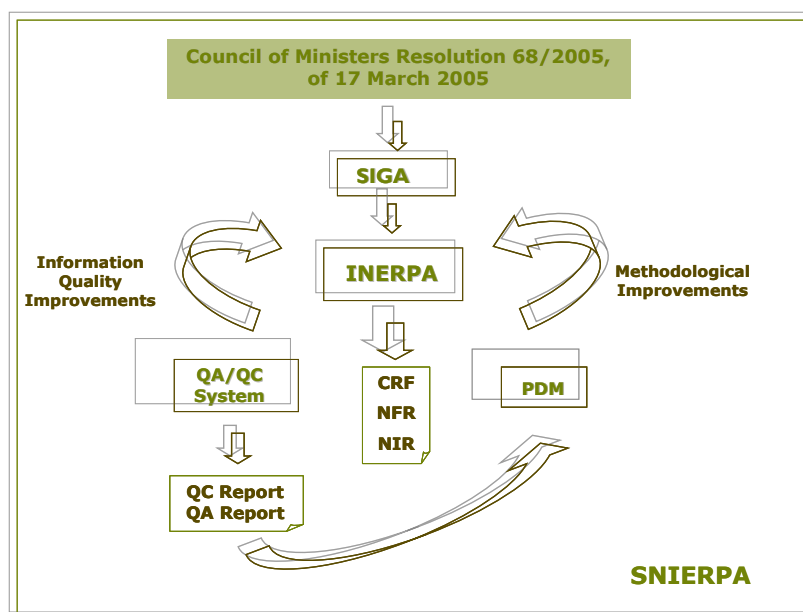 Council of Ministers Resolution 68/2005,
of 17 March 2005
SIGA
Information
Quality
Improvements
INERPA
Methodological
Improvements
QA/QC
System
CRF
NFR
NIR
PDM
QC Report
QA Report
SNIERPA